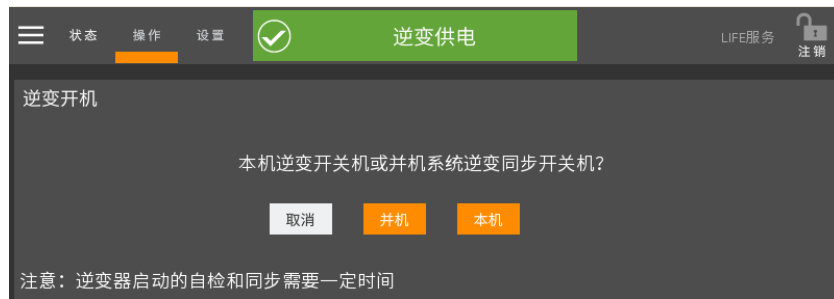 状态 操作 设置 逆变供电 LIFE服务 注销
逆变开机
本机逆变开关机或并机系统逆变同步开关机?
取消 并机 本机
注意：逆变器启动的自检和同步需要一定时间